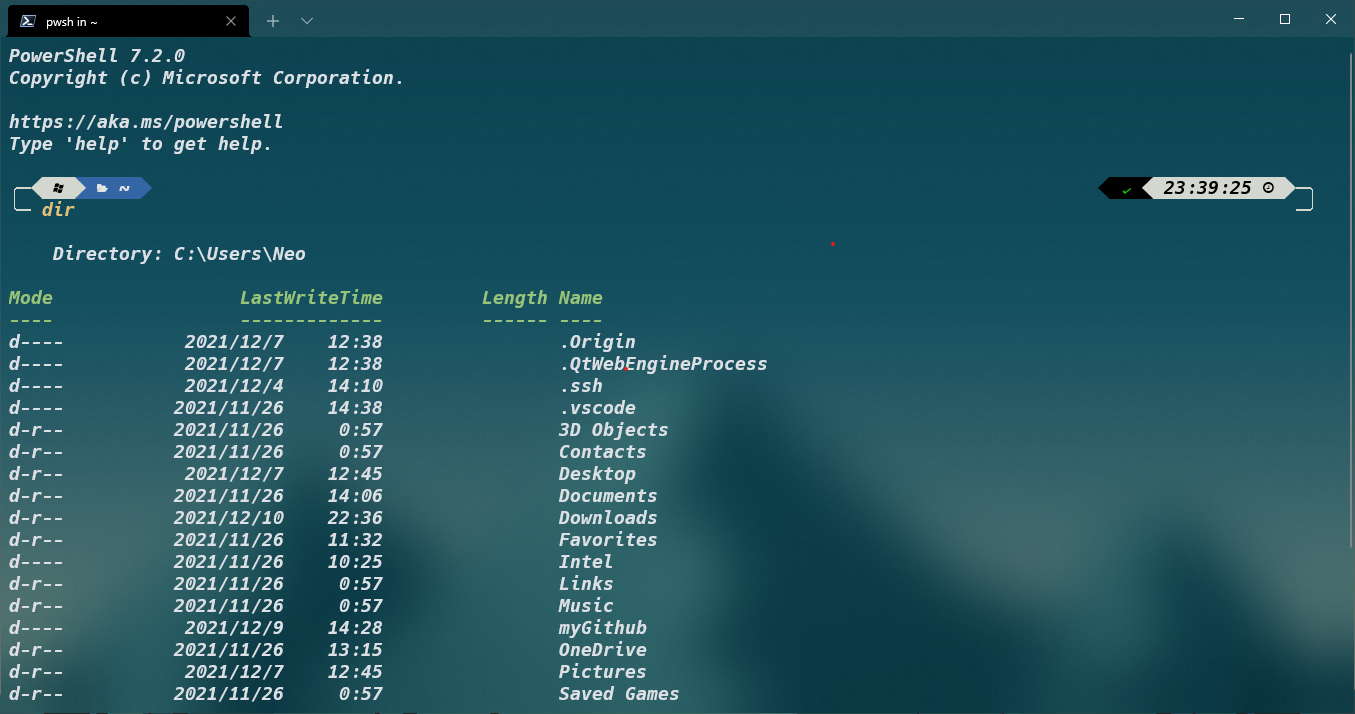 pwsh in ~
PowerShell 7.2.0
Copyright (c) Microsoft Corporation.
https://aka.ms/powershell
Type 'help' to get help.
~ 23:39:25
dir
Directory: C:\Users\Neo
Mode LastWriteTime Length Name
---- ------------- ------ ----
d---- 2021/12/7 12:38 .Origin
d---- 2021/12/7 12:38 .QtWebEngineProcess
d---- 2021/12/4 14:10 .ssh
d---- 2021/11/26 14:38 .vscode
d-r-- 2021/11/26 0:57 3D Objects
d-r-- 2021/11/26 0:57 Contacts
d-r-- 2021/12/7 12:45 Desktop
d-r-- 2021/11/26 14:06 Documents
d-r-- 2021/12/10 22:36 Downloads
d-r-- 2021/11/26 11:32 Favorites
d---- 2021/11/26 10:25 Intel
d-r-- 2021/11/26 0:57 Links
d-r-- 2021/11/26 0:57 Music
d---- 2021/12/9 14:28 myGithub
d-r-- 2021/11/26 13:15 OneDrive
d-r-- 2021/12/7 12:45 Pictures
d-r-- 2021/11/26 0:57 Saved Games